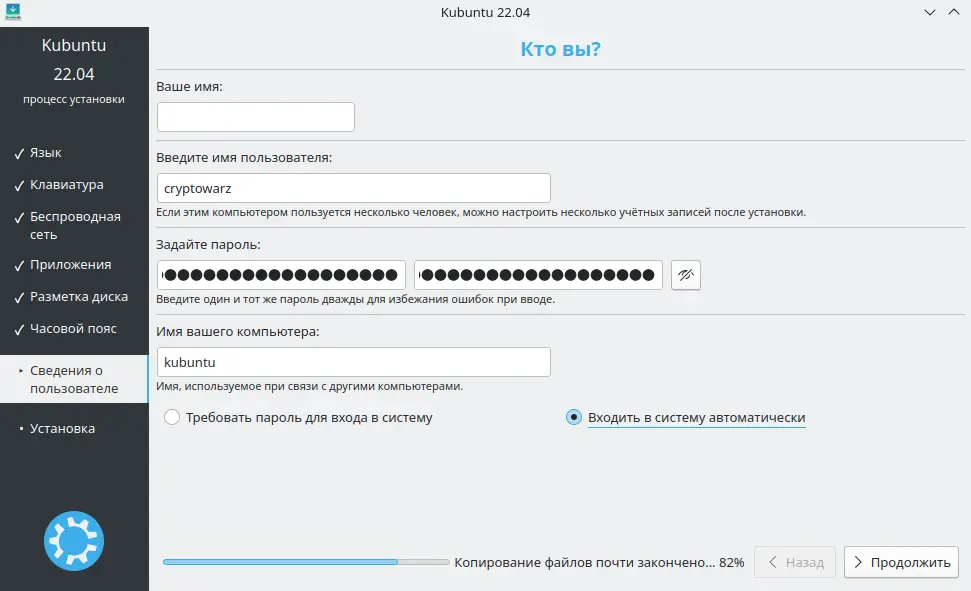 Kubuntu 22.04
Kubuntu
22.04
процесс установки
Язык
Клавиатура
Беспроводная
сеть
Приложения
Разметка диска
Часовой пояс
Сведения о
пользователе
Установка
Кто вы?
Ваше имя:
Введите имя пользователя:
cryptowarz
Если этим компьютером пользуется несколько человек, можно настроить несколько учётных записей после установки.
Задайте пароль:
Введите один и тот же пароль дважды для избежания ошибок при вводе.
Имя вашего компьютера:
kubuntu
Имя, используемое при связи с другими компьютерами.
Требовать пароль для входа в систему
Входить в систему автоматически
Копирование файлов почти закончено... 82%
Назад
Продолжить